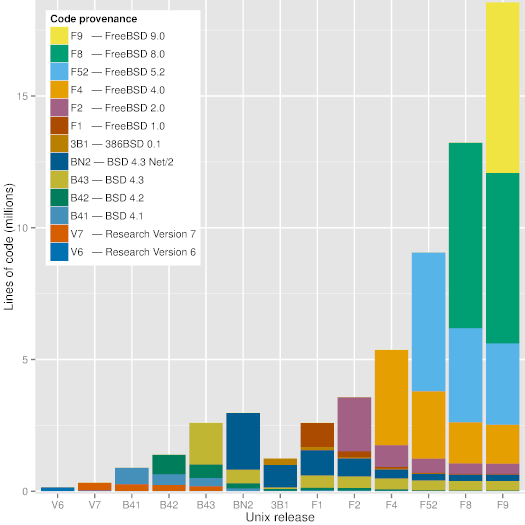 Code provenance
F9 — FreeBSD 9.0
F8 — FreeBSD 8.0
F52 — FreeBSD 5.2
F4 — FreeBSD 4.0
F2 — FreeBSD 2.0
F1 — FreeBSD 1.0
3B1 — 386BSD 0.1
BN2 — BSD 4.3 Net/2
B43 — BSD 4.3
B42 — BSD 4.2
B41 — BSD 4.1
V7 — Research Version 7
V6 — Research Version 6
Lines of code (millions)
15
10
5
0
V6 V7 B41 B42 B43 BN2 3B1 F1 F2 F4 F52 F8 F9
Unix release